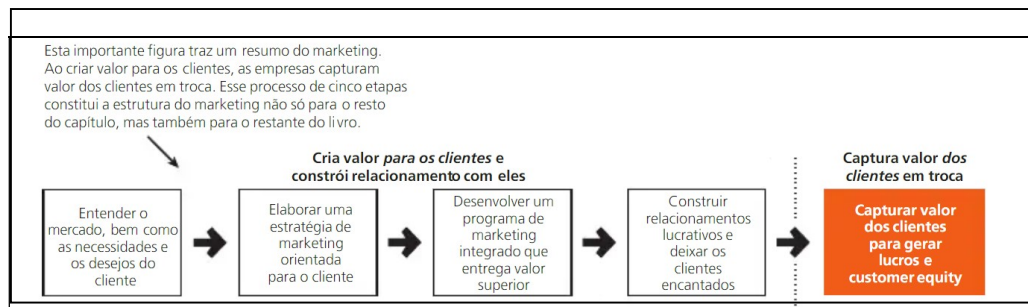 Esta importante figura traz um resumo do marketing.
Ao criar valor para os clientes, as empresas capturam
valor dos clientes em troca. Esse processo de cinco etapas
constitui a estrutura do marketing não só para o resto
do capítulo, mas também para o restante do livro.
Cria valor para os clientes e
constrói relacionamento com eles
Captura valor dos
clientes em troca
Entender o
mercado, bem como
as necessidades e
os desejos do
cliente
Elaborar uma
estratégia de
marketing
orientada
para o cliente
Desenvolver um
programa de
marketing
integrado que
entrega valor
superior
Construir
relacionamentos
lucrativos e
deixar os
clientes
encantados
Capturar valor
dos clientes
para gerar
lucros e
customer equity